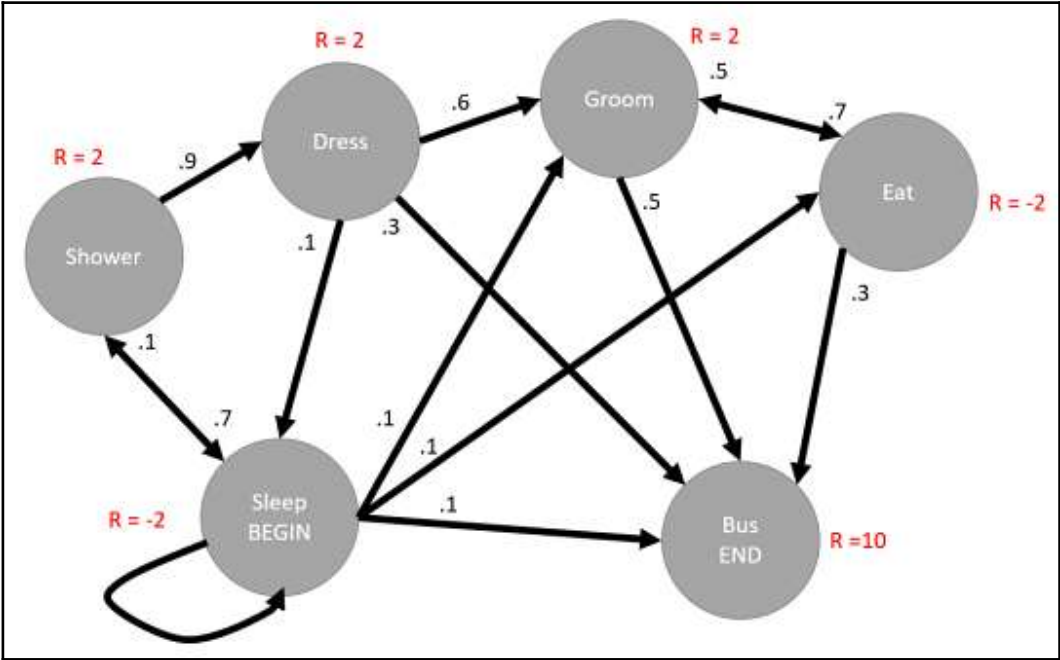 R = 2
R = 2
.5
.6
Groom
.7
.9
Dress
R = 2
Shower
Eat
R = -2
.1
.3
.5
.3
.1
.7
.1
.1
Sleep
BEGIN
.1
R = -2
Bus
END
R =10